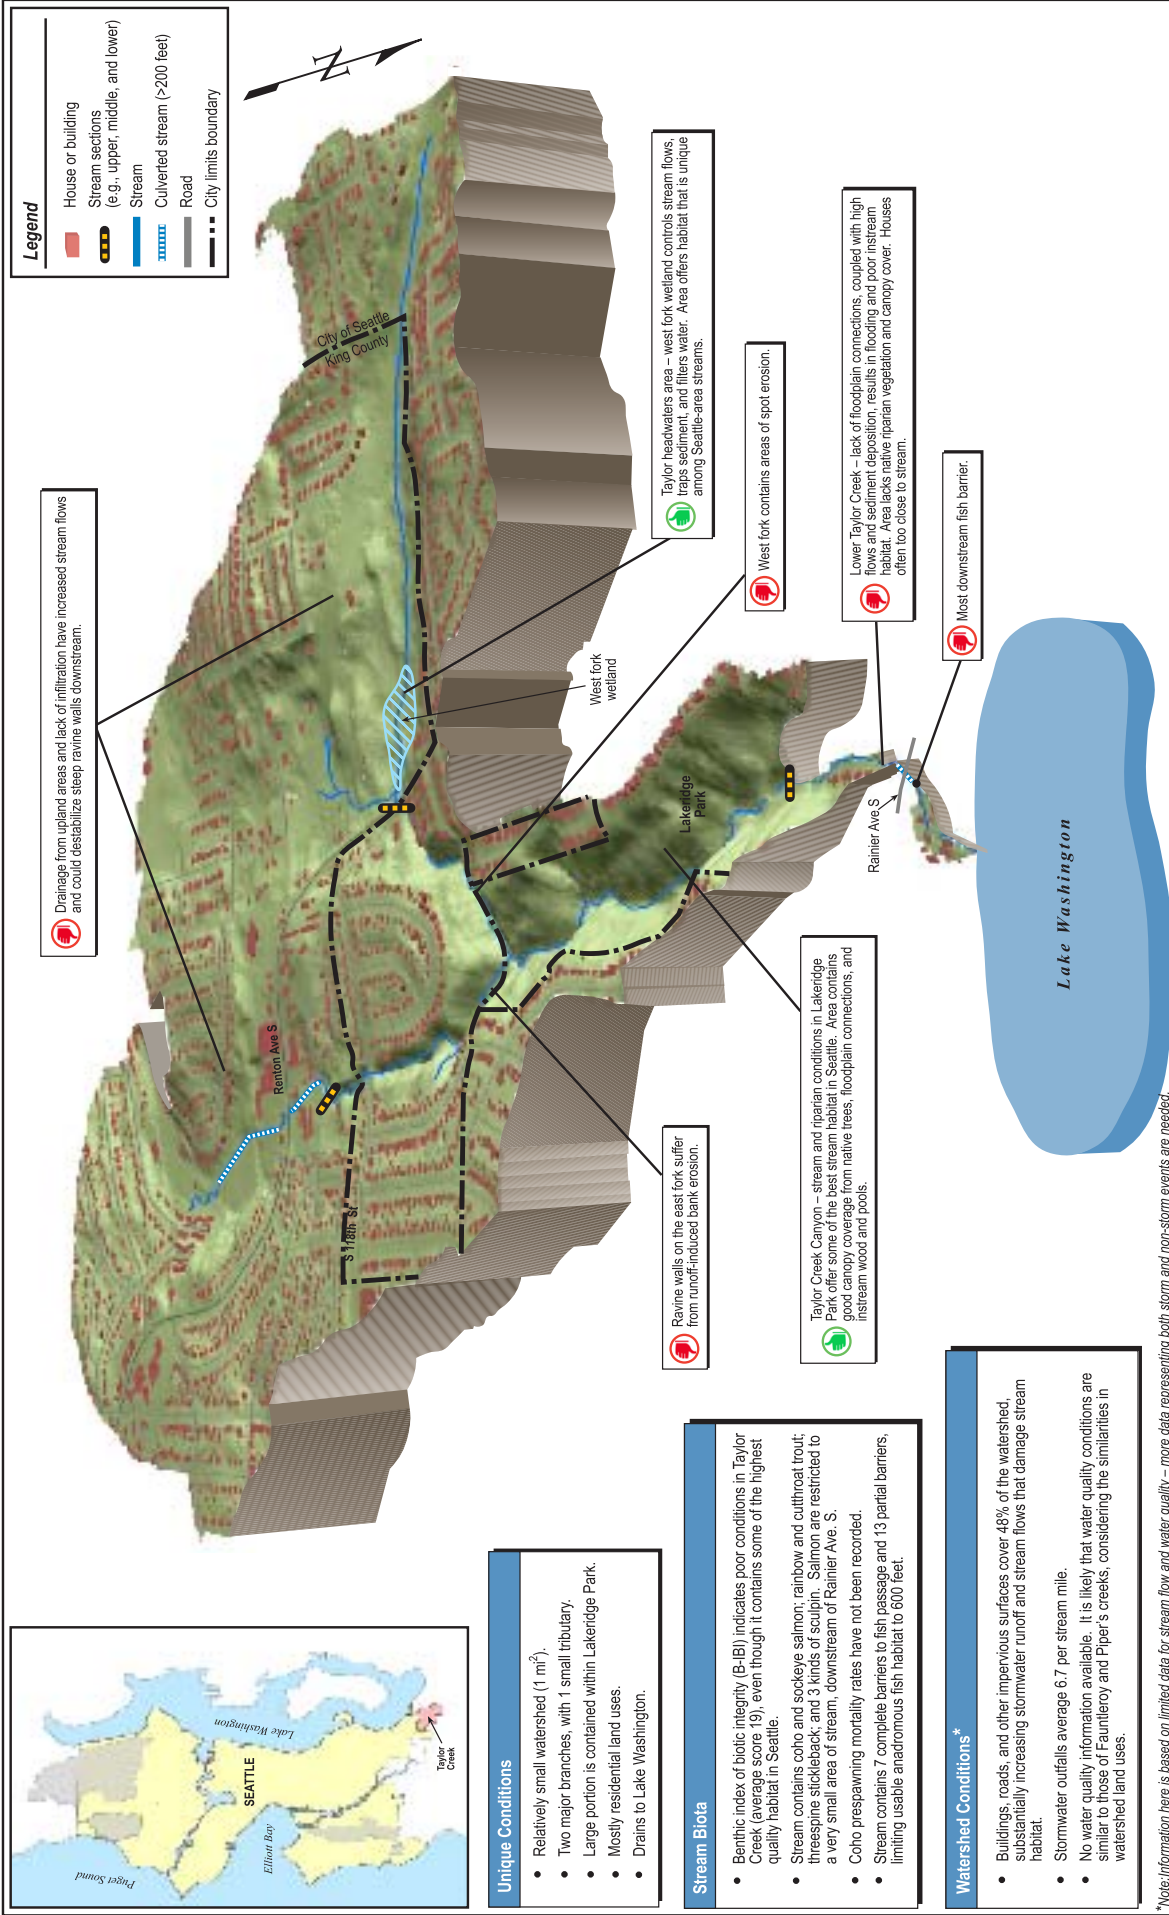 Legend
House or building
Stream sections
(e.g., upper, middle, and lower)
Stream
Culverted stream (>200 feet)
Road
City limits boundary
N
Drainage from upland areas and lack of infiltration have increased stream flows
and could destabilize steep ravine walls downstream.
City of Seattle
King County
Renton Ave S
S 118th St
Taylor headwaters area – west fork wetland controls stream flows,
traps sediment, and filters water. Area offers habitat that is unique
among Seattle-area streams.
West fork
wetland
West fork contains areas of spot erosion.
Lower Taylor Creek – lack of floodplain connections, coupled with high
flows and sediment deposition, results in flooding and poor instream
habitat. Area lacks native riparian vegetation and canopy cover. Houses
often too close to stream.
Most downstream fish barrier.
Lakeridge
Park
Rainier Ave S
Lake Washington
Ravine walls on the east fork suffer
from runoff-induced bank erosion.
Taylor Creek Canyon – stream and riparian conditions in Lakeridge
Park offer some of the best stream habitat in Seattle. Area contains
good canopy coverage from native trees, floodplain connections, and
instream wood and pools.
Puget Sound
Elliott Bay
SEATTLE
Lake Washington
Taylor
Creek
Unique Conditions
• Relatively small watershed (1 mi²).
• Two major branches, with 1 small tributary.
• Large portion is contained within Lakeridge Park.
• Mostly residential land uses.
• Drains to Lake Washington.
Stream Biota
• Benthic index of biotic integrity (B-IBI) indicates poor conditions in Taylor
Creek (average score 19), even though it contains some of the highest
quality habitat in Seattle.
• Stream contains coho and sockeye salmon; rainbow and cutthroat trout;
threespine stickleback; and 3 kinds of sculpin. Salmon are restricted to
a very small area of stream, downstream of Rainier Ave. S.
• Coho prespawning mortality rates have not been recorded.
• Stream contains 7 complete barriers to fish passage and 13 partial barriers,
limiting usable anadromous fish habitat to 600 feet.
Watershed Conditions*
• Buildings, roads, and other impervious surfaces cover 48% of the watershed,
substantially increasing stormwater runoff and stream flows that damage stream
habitat.
• Stormwater outfalls average 6.7 per stream mile.
• No water quality information available. It is likely that water quality conditions are
similar to those of Fauntleroy and Piper's creeks, considering the similarities in
watershed land uses.
*Note:Information here is based on limited data for stream flow and water quality – more data representing both storm and non-storm events are needed.